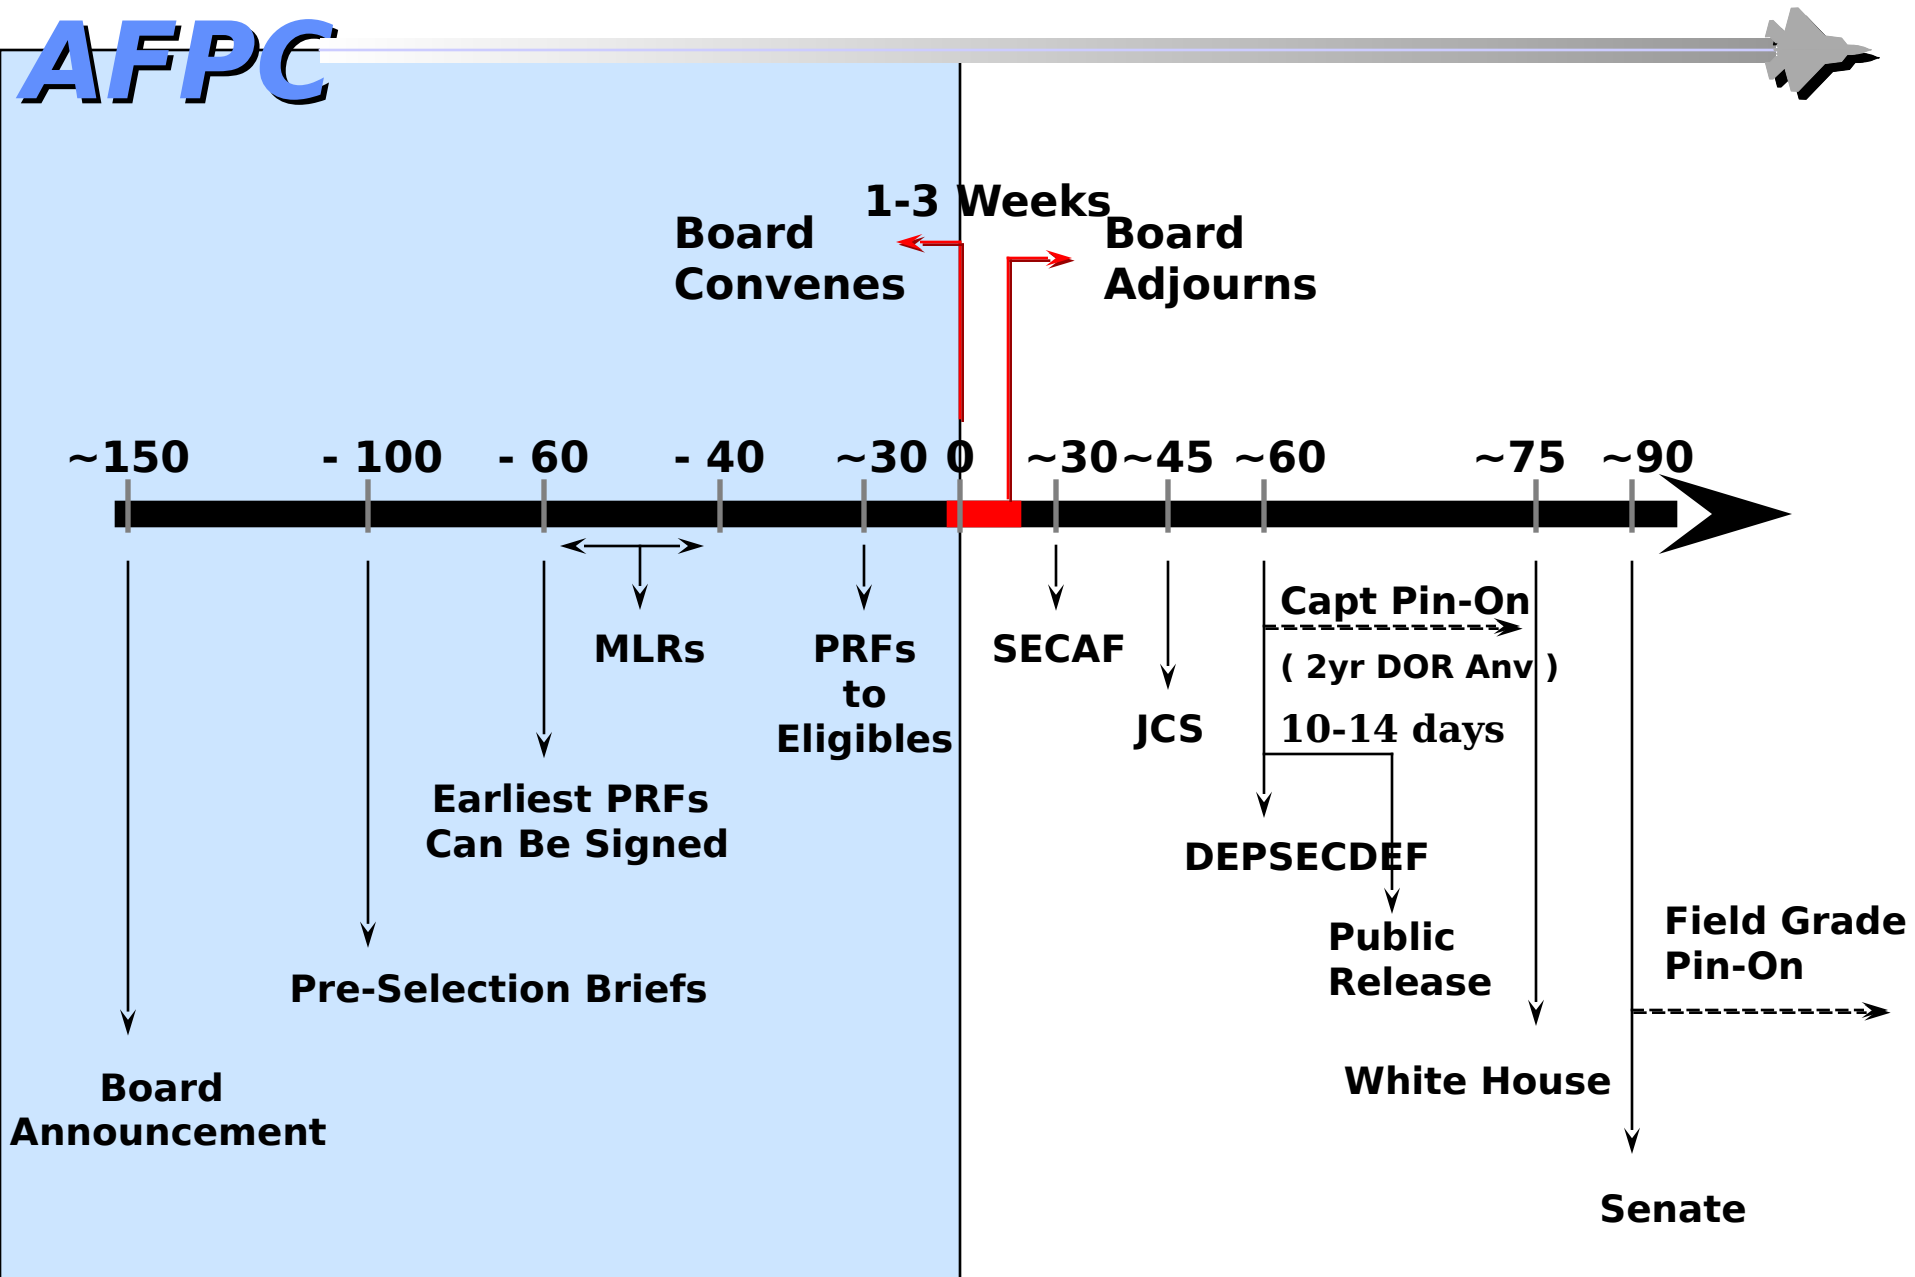 AFPC
1-3 Weeks
Board
Convenes
Board
Adjourns
~150 - 100 - 60 - 40 ~30 0 ~30 ~45 ~60 ~75 ~90
MLRs
PRFs
to
Eligibles
SECAF
Capt Pin-On
( 2yr DOR Anv )
JCS
10-14 days
Earliest PRFs
Can Be Signed
DEPSECDEF
Public
Release
Field Grade
Pin-On
Pre-Selection Briefs
White House
Board
Announcement
Senate